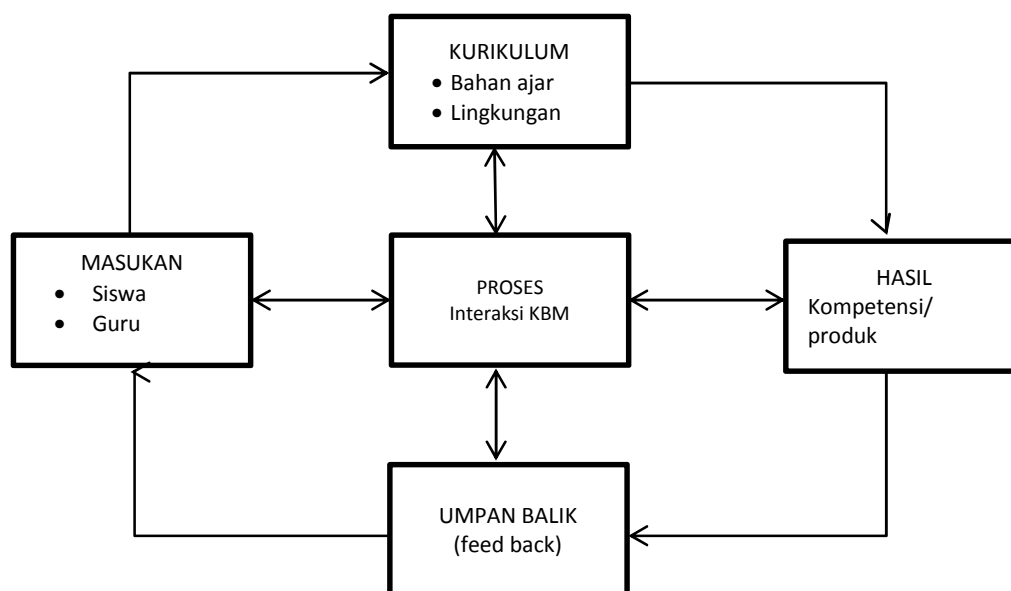 KURIKULUM
• Bahan ajar
• Lingkungan
MASUKAN
• Siswa
• Guru
PROSES
Interaksi KBM
HASIL
Kompetensi/
produk
UMPAN BALIK
(feed back)